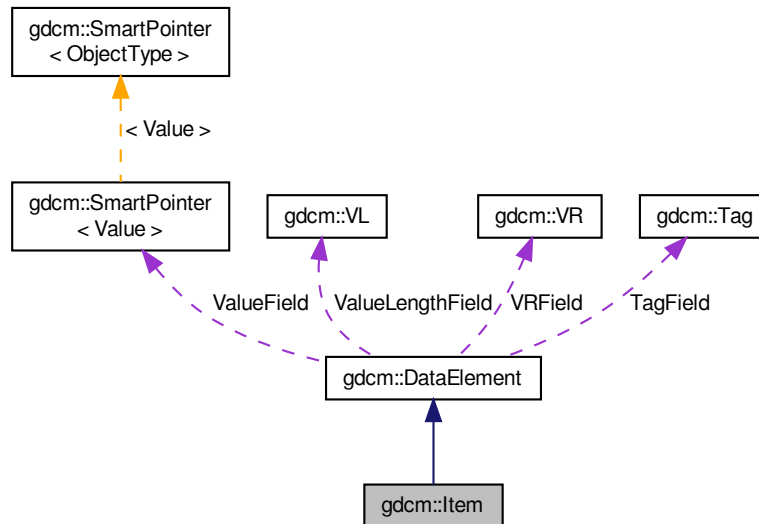 gdcm::SmartPointer
< ObjectType >
< Value >
gdcm::SmartPointer
< Value >
gdcm::VL
gdcm::VR
gdcm::Tag
ValueField
ValueLengthField
VRField
TagField
gdcm::DataElement
gdcm::Item